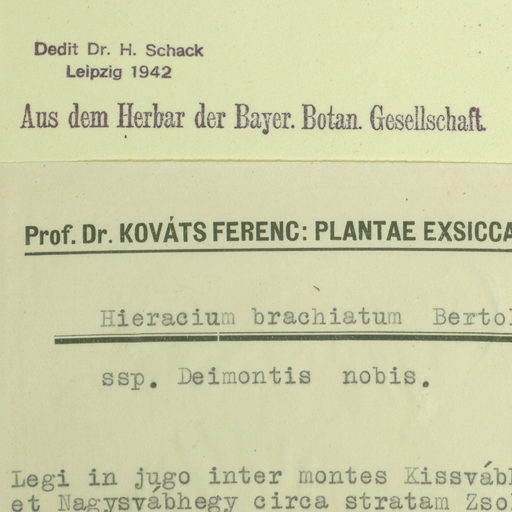 Dedit Dr. H. Schack
Leipzig 1942
Aus dem Herbar der Bayer. Botan. Gesellschaft.
Prof. Dr. KOVÁTS FERENC: PLANTAE EXSICCA
Hieracium brachiatum Bertol
ssp. Deimontis nobis.
Legi in jugo inter montes Kissvábh
et Nagysvábhegy circa stratam Zsol